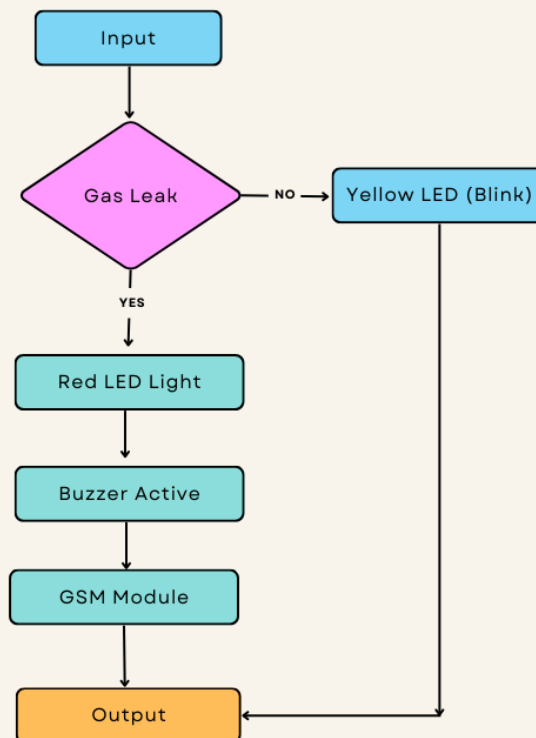 Input
Gas Leak
NO
Yellow LED (Blink)
YES
Red LED Light
Buzzer Active
GSM Module
Output